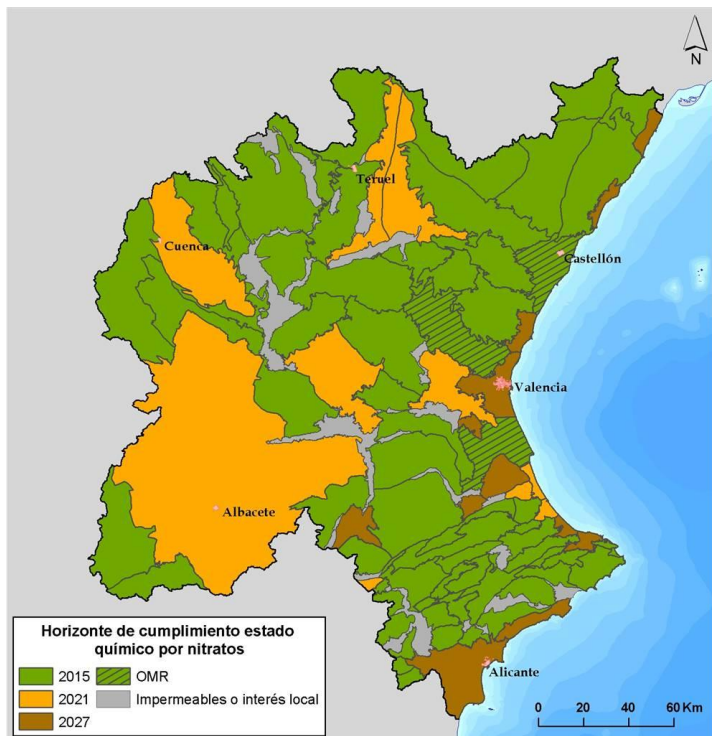 N
Teruel
Cuenca
Castellón
Valencia
Albacete
Alicante
Horizonte de cumplimiento estado
químico por nitratos
2015 OMR
2021 Impermeables o interés local
2027
0 20 40 60 Km